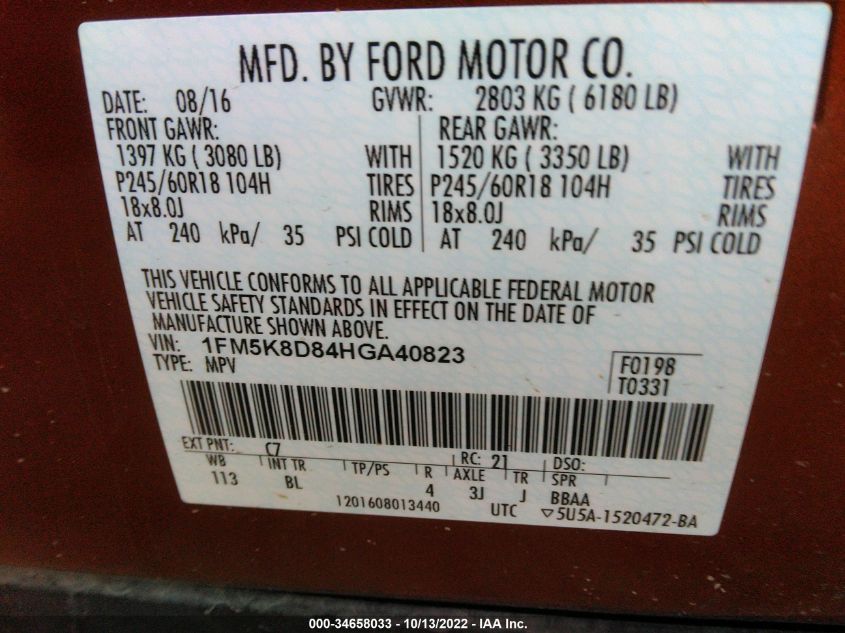 MFD. BY FORD MOTOR CO.
DATE: 08/16 GVWR: 2803 KG ( 6180 LB)
FRONT GAWR: REAR GAWR:
1397 KG ( 3080 LB) WITH 1520 KG ( 3350 LB) WITH
P245/60R18 104H TIRES P245/60R18 104H TIRES
18x8.0J RIMS 18x8.0J RIMS
AT 240 kPa/ 35 PSI COLD AT 240 kPa/ 35 PSI COLD
THIS VEHICLE CONFORMS TO ALL APPLICABLE FEDERAL MOTOR
VEHICLE SAFETY STANDARDS IN EFFECT ON THE DATE OF
MANUFACTURE SHOWN ABOVE.
VIN: 1FM5K8D84HGA40823
TYPE: MPV
F0198
T0331
EXT PNT: C7 RC: 21 DSO:
WB INT TR TP/PS R AXLE TR SPR
113 BL 4 3J J BBAA
1201608013440 UTC ▽5U5A-1520472-BA
000-34658033 - 10/13/2022 - IAA Inc.